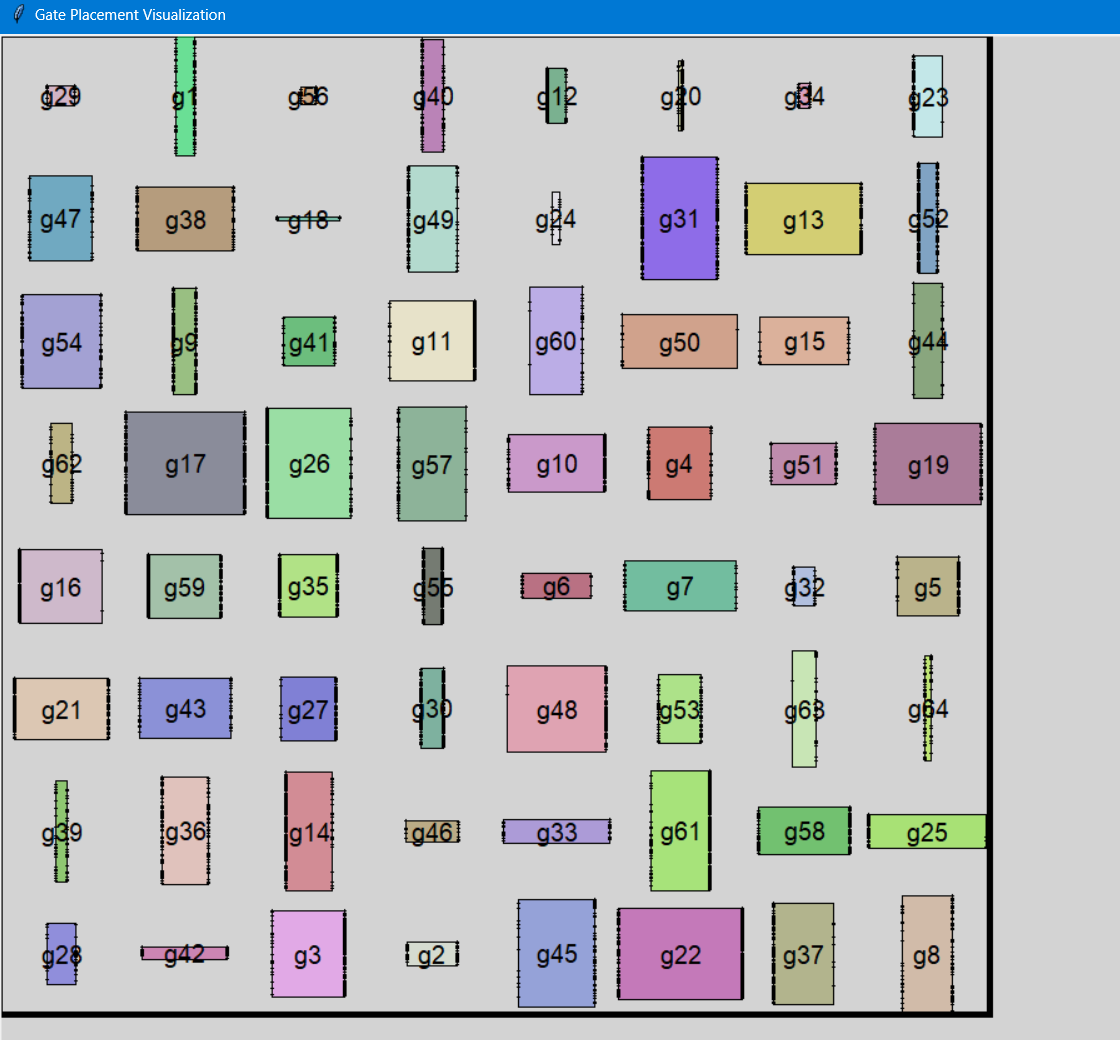 Gate Placement Visualization
g29 g1 g56 g40 g12 g20 g34 g23
g47 g38 g18 g49 g24 g31 g13 g52
g54 g9 g41 g11 g60 g50 g15 g44
g62 g17 g26 g57 g10 g4 g51 g19
g16 g59 g35 g55 g6 g7 g32 g5
g21 g43 g27 g30 g48 g53 g63 g64
g39 g36 g14 g46 g33 g61 g58 g25
g28 g42 g3 g2 g45 g22 g37 g8